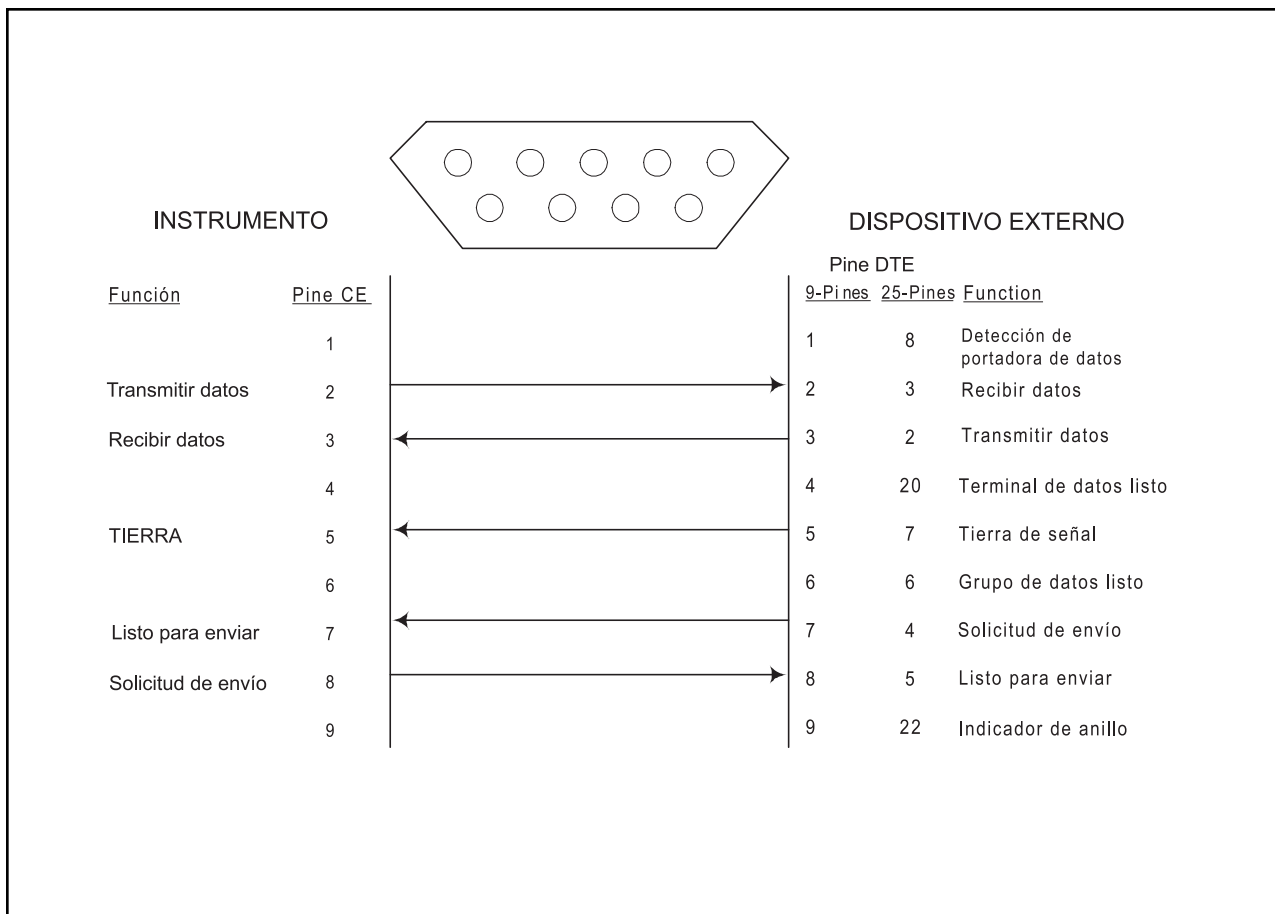 INSTRUMENTO
DISPOSITIVO EXTERNO
Pine DTE
Función Pine CE 9-Pines 25-Pines Function
1 1 8 Detección de
portadora de datos
Transmitir datos 2 2 3 Recibir datos
Recibir datos 3 3 2 Transmitir datos
4 4 20 Terminal de datos listo
TIERRA 5 5 7 Tierra de señal
6 6 6 Grupo de datos listo
Listo para enviar 7 7 4 Solicitud de envío
Solicitud de envío 8 8 5 Listo para enviar
9 9 22 Indicador de anillo